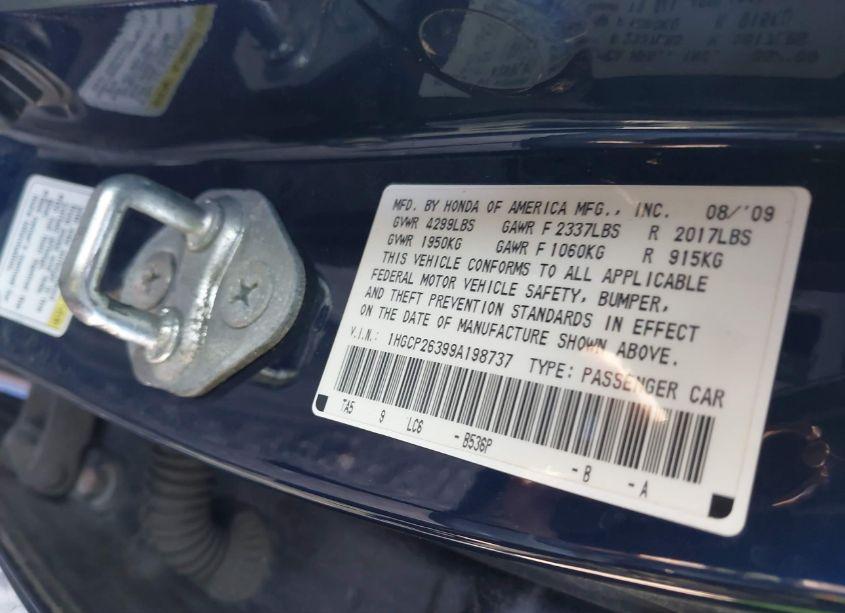 MFD. BY HONDA OF AMERICA MFG., INC. 08/'09
GVWR 4299LBS GAWR F 2337LBS R 2017LBS
GVWR 1950KG GAWR F 1060KG R 915KG
THIS VEHICLE CONFORMS TO ALL APPLICABLE
FEDERAL MOTOR VEHICLE SAFETY, BUMPER,
AND THEFT PREVENTION STANDARDS IN EFFECT
ON THE DATE OF MANUFACTURE SHOWN ABOVE.
V.I.N.: 1HGCP26399A198737 TYPE: PASSENGER CAR
TA5 9 LC6 - B536P - B - A